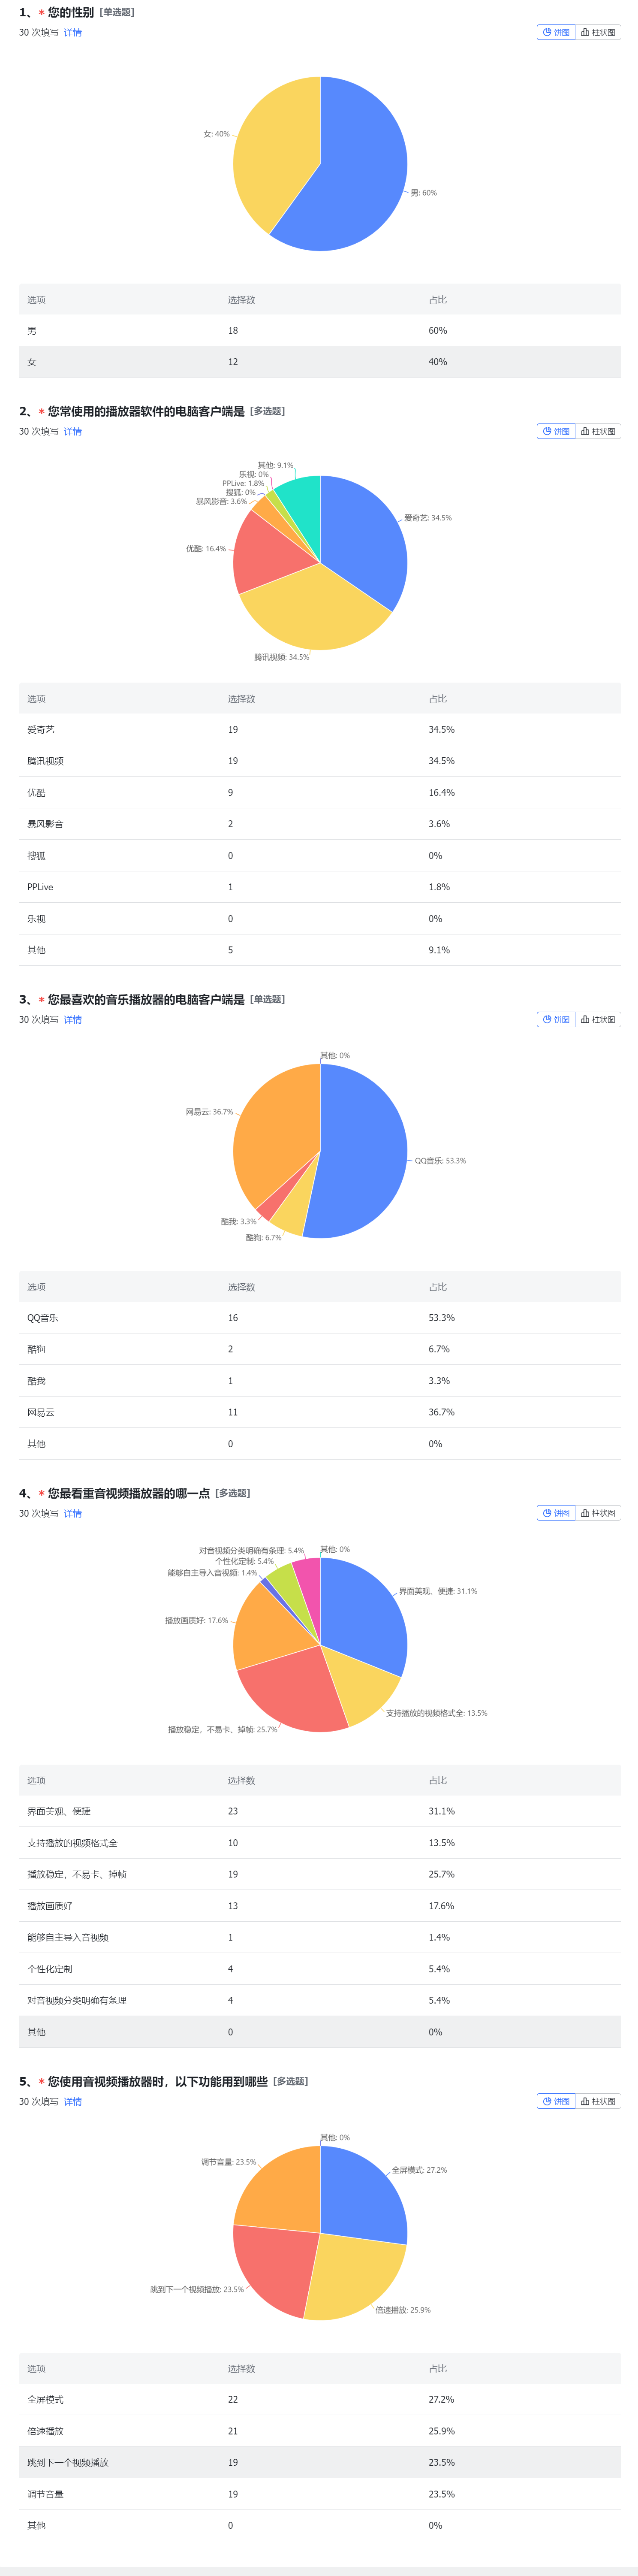 1、* 您的性别 [单选题]
30 次填写 详情
饼图 柱状图
女: 40%
男: 60%
选项 选择数 占比
男 18 60%
女 12 40%
2、* 您常使用的播放器软件的电脑客户端是 [多选题]
30 次填写 详情
饼图 柱状图
其他: 9.1%
乐视: 0%
PPLive: 1.8%
搜狐: 0%
暴风影音: 3.6%
爱奇艺: 34.5%
优酷: 16.4%
腾讯视频: 34.5%
选项 选择数 占比
爱奇艺 19 34.5%
腾讯视频 19 34.5%
优酷 9 16.4%
暴风影音 2 3.6%
搜狐 0 0%
PPLive 1 1.8%
乐视 0 0%
其他 5 9.1%
3、* 您最喜欢的音乐播放器的电脑客户端是 [单选题]
30 次填写 详情
饼图 柱状图
其他: 0%
网易云: 36.7%
QQ音乐: 53.3%
酷我: 3.3%
酷狗: 6.7%
选项 选择数 占比
QQ音乐 16 53.3%
酷狗 2 6.7%
酷我 1 3.3%
网易云 11 36.7%
其他 0 0%
4、* 您最看重音视频播放器的哪一点 [多选题]
30 次填写 详情
饼图 柱状图
对音视频分类明确有条理: 5.4% 其他: 0%
个性化定制: 5.4%
能够自主导入音视频: 1.4%
界面美观、便捷: 31.1%
播放画质好: 17.6%
支持播放的视频格式全: 13.5%
播放稳定，不易卡、掉帧: 25.7%
选项 选择数 占比
界面美观、便捷 23 31.1%
支持播放的视频格式全 10 13.5%
播放稳定，不易卡、掉帧 19 25.7%
播放画质好 13 17.6%
能够自主导入音视频 1 1.4%
个性化定制 4 5.4%
对音视频分类明确有条理 4 5.4%
其他 0 0%
5、* 您使用音视频播放器时，以下功能用到哪些 [多选题]
30 次填写 详情
饼图 柱状图
其他: 0%
调节音量: 23.5%
全屏模式: 27.2%
跳到下一个视频播放: 23.5%
倍速播放: 25.9%
选项 选择数 占比
全屏模式 22 27.2%
倍速播放 21 25.9%
跳到下一个视频播放 19 23.5%
调节音量 19 23.5%
其他 0 0%